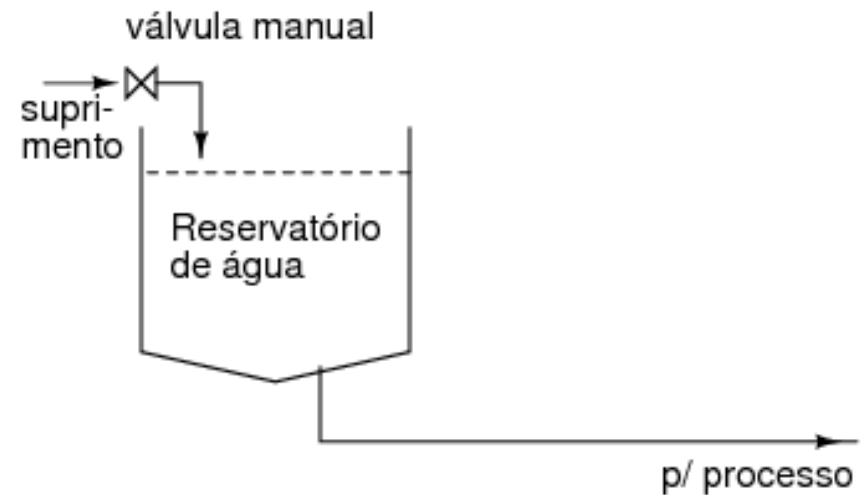 válvula manual
supri-
mento
Reservatório
de água
p/ processo